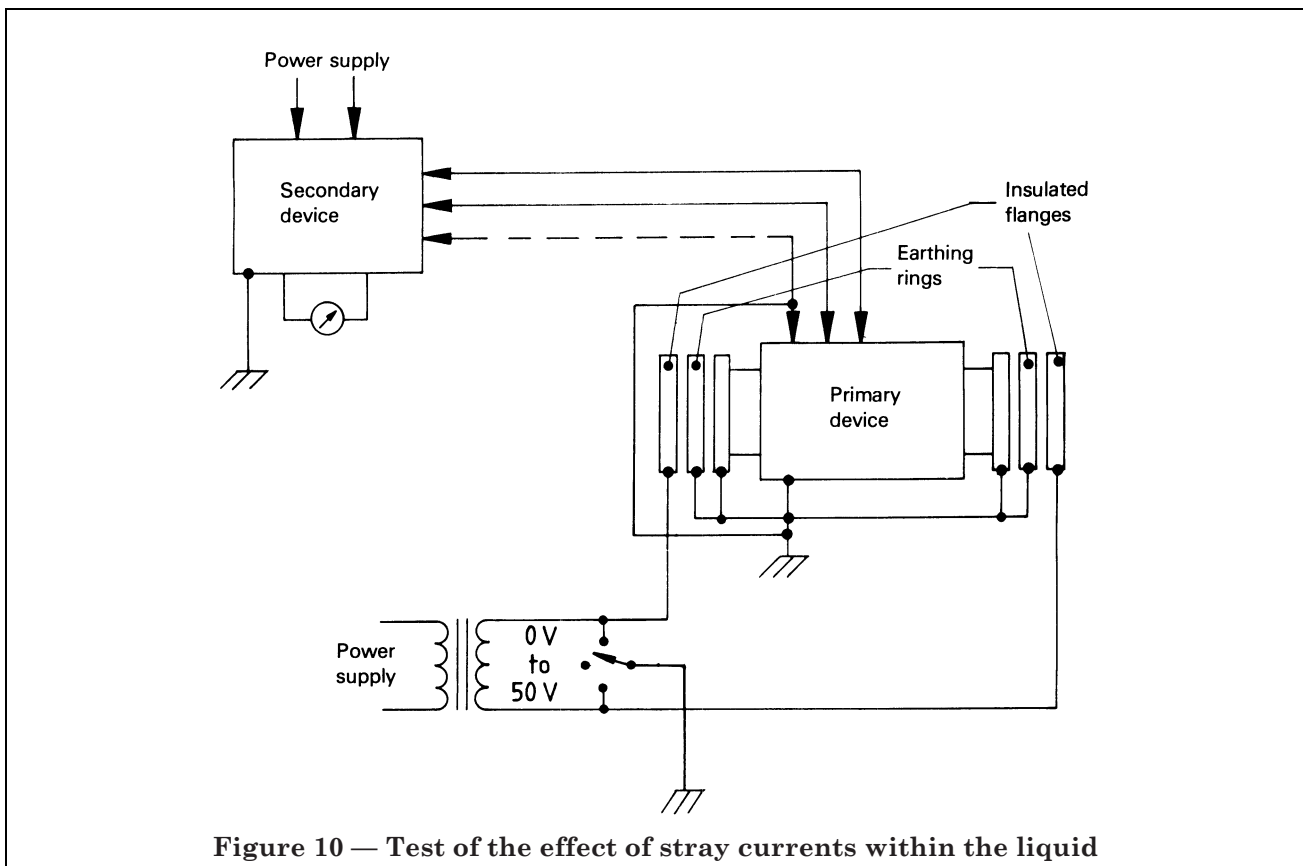 Power supply
Secondary
device
Insulated
flanges
Earthing
rings
Primary
device
Power
supply
0 V
to
50 V
Figure 10 — Test of the effect of stray currents within the liquid